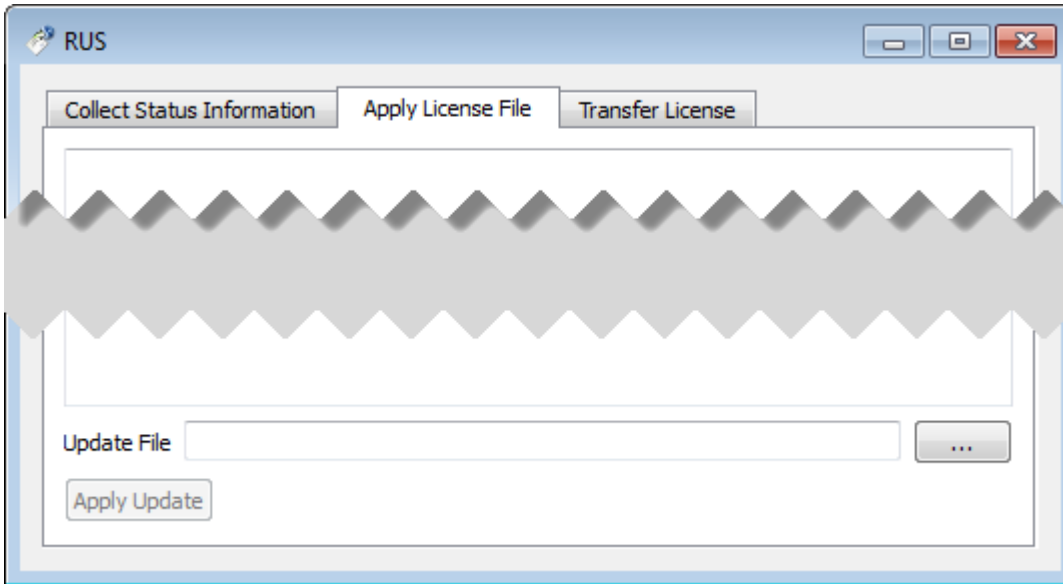 RUS
Collect Status Information Apply License File Transfer License
Update File ...
Apply Update